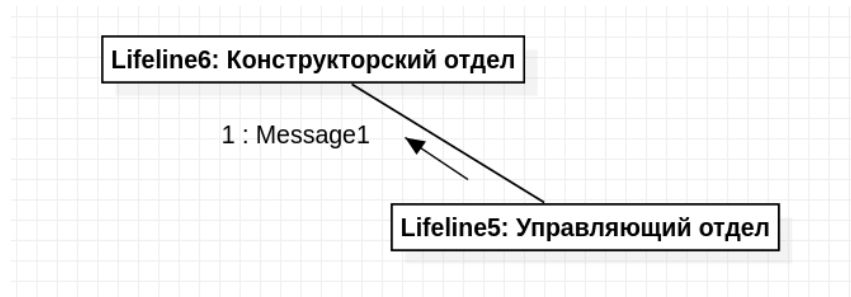 Lifeline6: Конструкторский отдел
1 : Message1
Lifeline5: Управляющий отдел